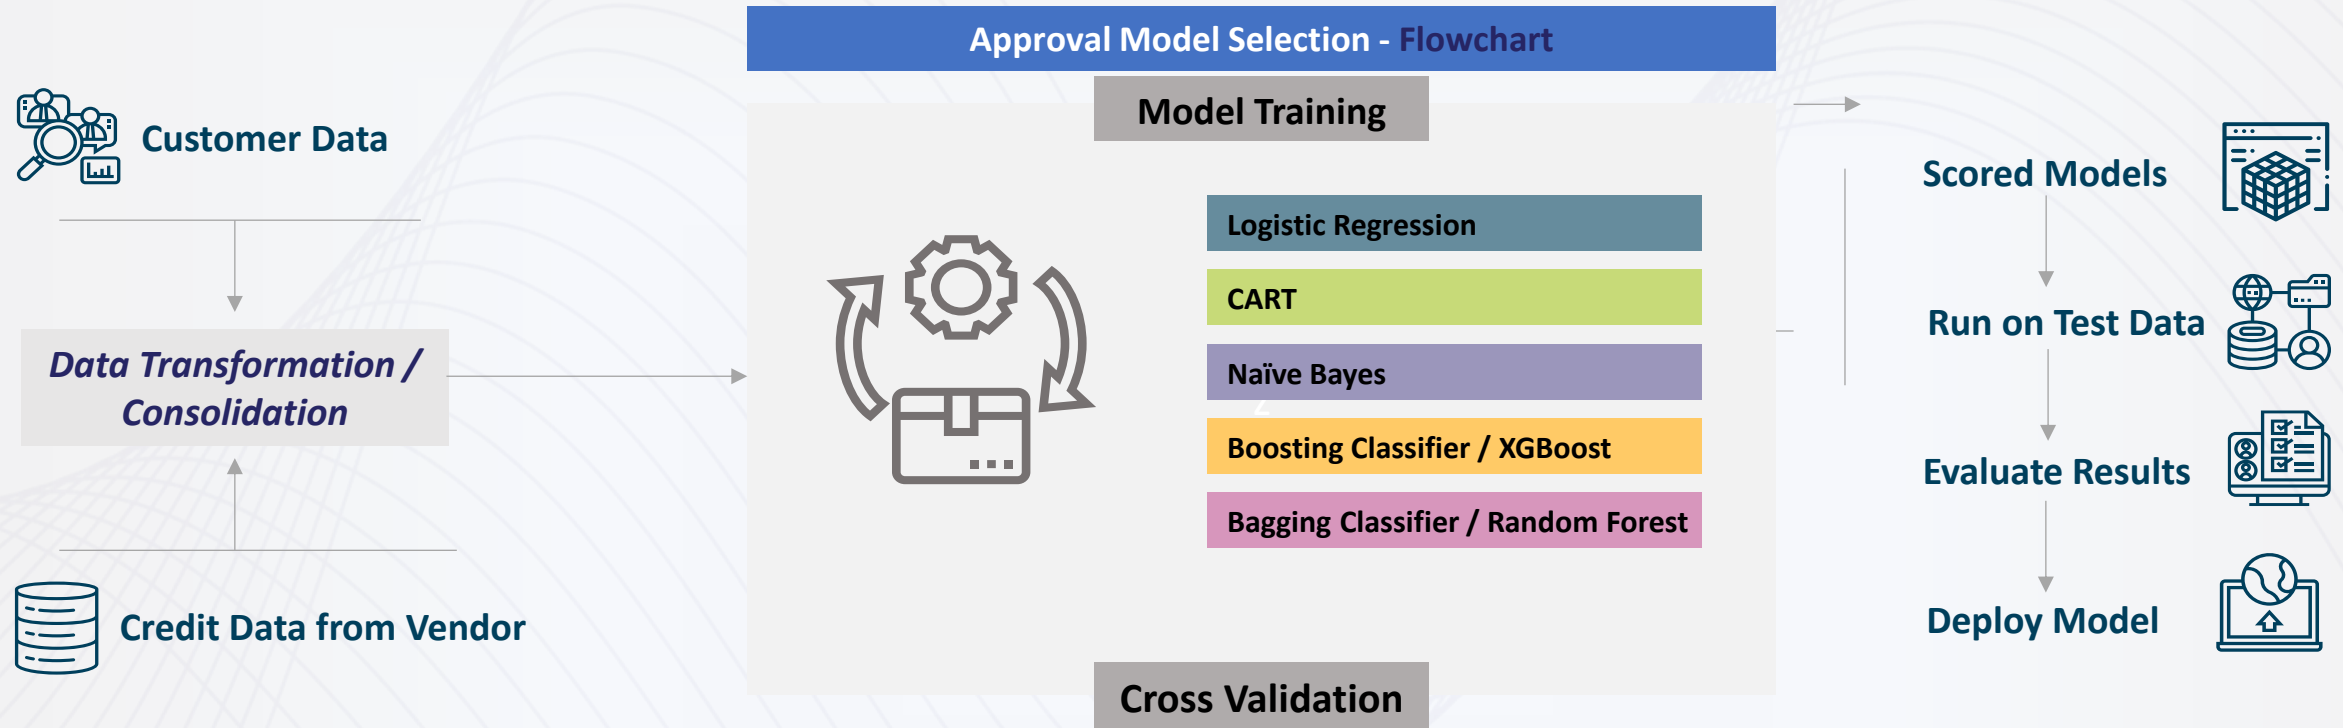 Approval Model Selection - Flowchart
Customer Data
Data Transformation /
Consolidation
Credit Data from Vendor
Model Training
Logistic Regression
CART
Naïve Bayes
Boosting Classifier / XGBoost
Bagging Classifier / Random Forest
Cross Validation
Scored Models
Run on Test Data
Evaluate Results
Deploy Model